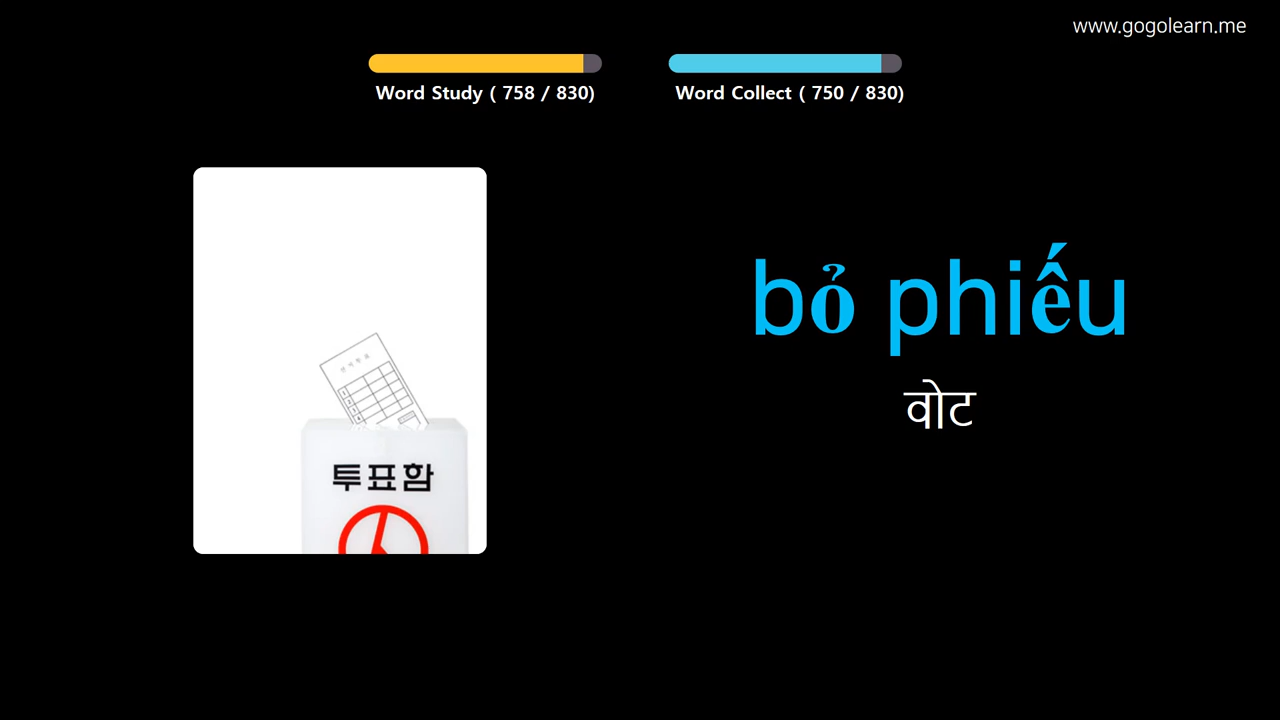 www.gogolearn.me
Word Study ( 758 / 830)
Word Collect ( 750 / 830)
bỏ phiếu
वोट
투표함